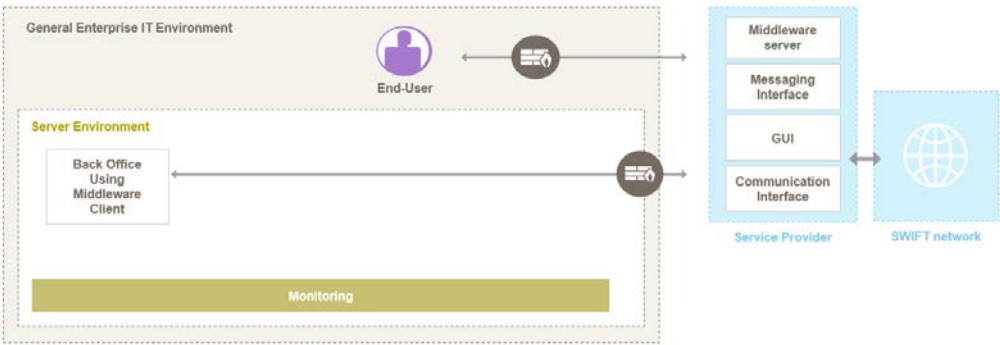 General Enterprise IT Environment
End-User
Server Environment
Back Office
Using
Middleware
Client
Monitoring
Middleware
server
Messaging
Interface
GUI
Communication
Interface
Service Provider
SWIFT network